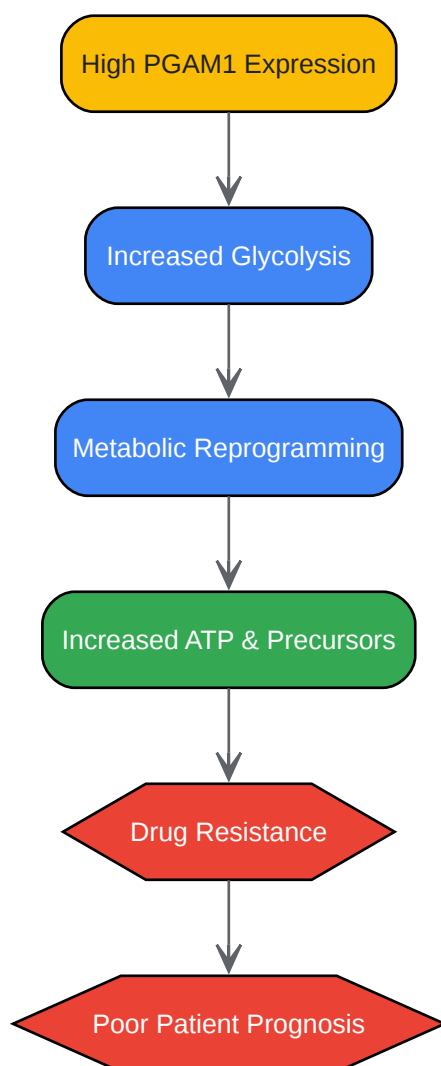 High PGAM1 Expression
Increased Glycolysis
Metabolic Reprogramming
Increased ATP & Precursors
Drug Resistance
Poor Patient Prognosis